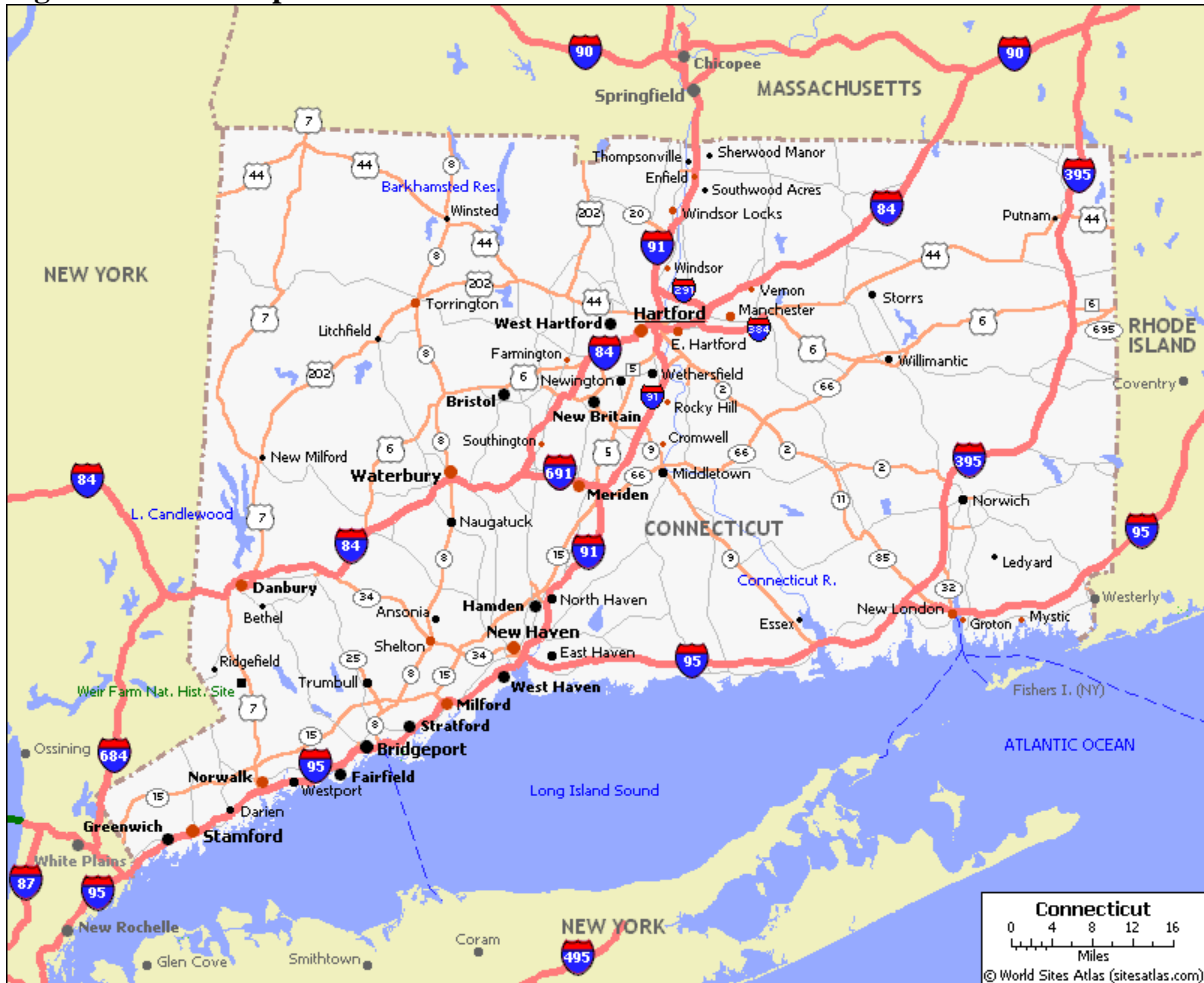 90
90
Chicopee
Springfield
MASSACHUSETTS
7
44
44
8
Thompsonville
Sherwood Manor
Enfield
395
Barkhamsted Res.
Southwood Acres
84
Winsted
202
20
Windsor Locks
Putnam
44
44
91
8
44
NEW YORK
Windsor
202
291
Vernon
Storrs
Torrington
44
Hartford
Manchester
6
7
West Hartford
384
6
695
RHODE
ISLAND
Litchfield
E. Hartford
6
84
Farmington
8
Willimantic
202
6
Newington
5
Wethersfield
66
Coventry
Bristol
91
2
New Britain
Rocky Hill
Southington
8
Cromwell
6
5
9
66
2
New Milford
395
Waterbury
691
66
Middletown
2
84
Meriden
11
Norwich
L. Candlewood
7
Naugatuck
CONNECTICUT
95
84
91
15
8
9
85
Ledyard
Connecticut R.
Danbury
34
32
Bethel
Ansonia
Hamden
North Haven
New London
Westerly
Essex
Groton
Mystic
New Haven
Shelton
34
East Haven
95
Ridgefield
25
8
15
Trumbull
West Haven
Weir Farm Nat. Hist. Site
Fishers I. (NY)
7
Milford
8
Stratford
15
Bridgeport
ATLANTIC OCEAN
Ossining
684
95
Fairfield
Norwalk
Westport
Long Island Sound
15
Darien
Greenwich
Stamford
White Plains
87
95
New Rochelle
NEW YORK
Coram
495
Glen Cove
Smithtown
Connecticut
0 4 8 12 16
Miles
© World Sites Atlas (sitesatlas.com)